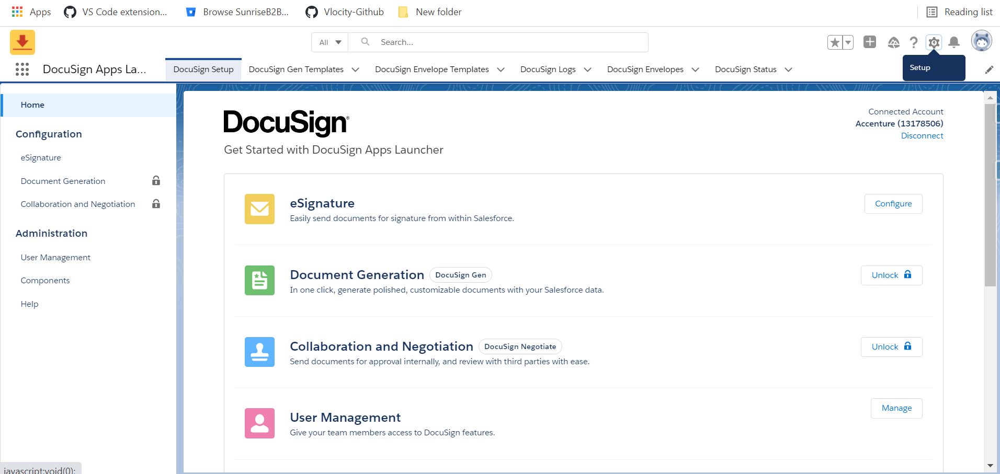 Apps VS Code extension... Browse SunriseB2B... Vlocity-Github New folder Reading list
All Search...
DocuSign Apps La... DocuSign Setup DocuSign Gen Templates DocuSign Envelope Templates DocuSign Logs DocuSign Envelopes DocuSign Status Setup
Home
Configuration
eSignature
Document Generation
Collaboration and Negotiation
Administration
User Management
Components
Help
DocuSign
Get Started with DocuSign Apps Launcher
Connected Account
Accenture (13178506)
Disconnect
eSignature
Easily send documents for signature from within Salesforce.
Configure
Document Generation DocuSign Gen
In one click, generate polished, customizable documents with your Salesforce data.
Unlock
Collaboration and Negotiation DocuSign Negotiate
Send documents for approval internally, and review with third parties with ease.
Unlock
User Management
Give your team members access to DocuSign features.
Manage
javascript:void(0);